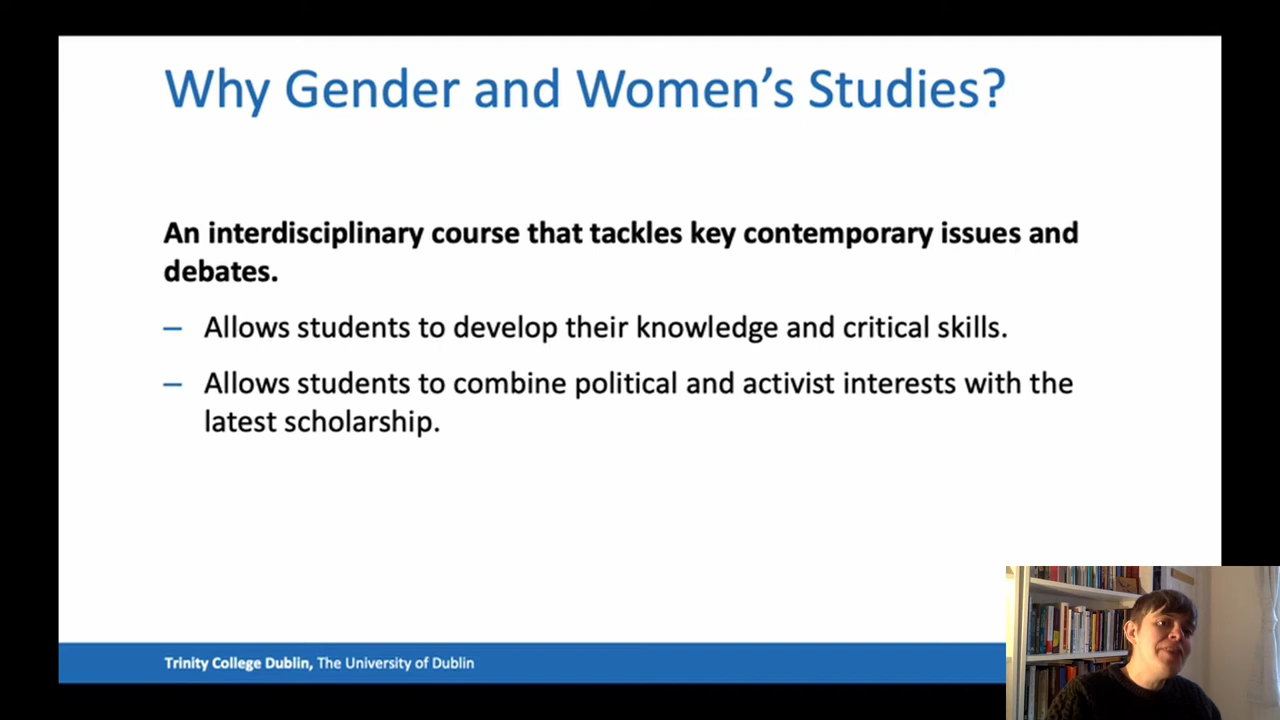 Why Gender and Women's Studies?
An interdisciplinary course that tackles key contemporary issues and
debates.
– Allows students to develop their knowledge and critical skills.
– Allows students to combine political and activist interests with the
latest scholarship.
Trinity College Dublin, The University of Dublin